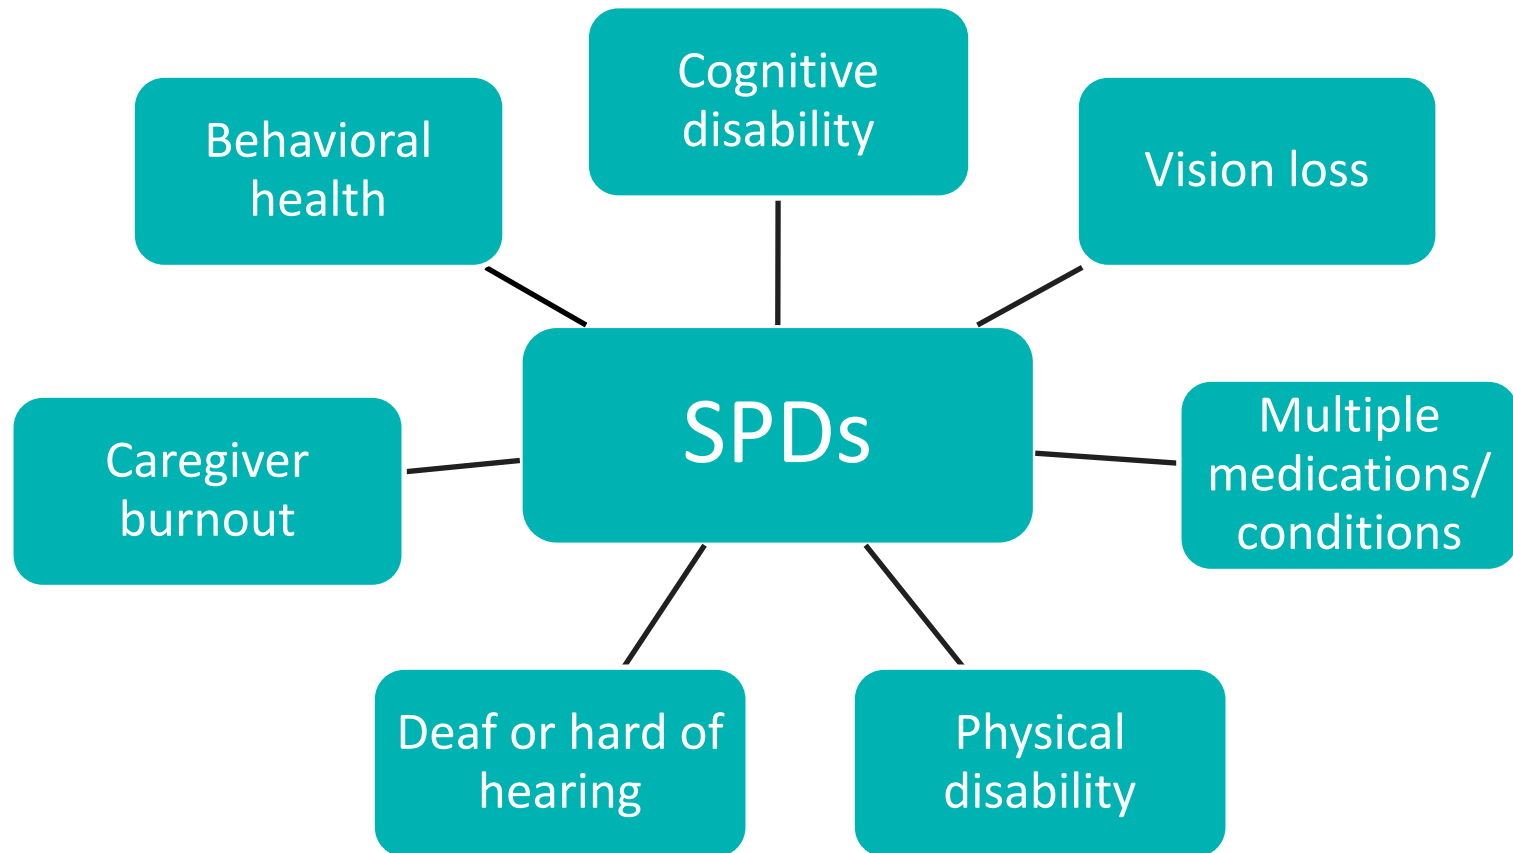 Cognitive
disability
Behavioral
health
Vision loss
SPDs
Multiple
medications/
conditions
Caregiver
burnout
Deaf or hard of
hearing
Physical
disability